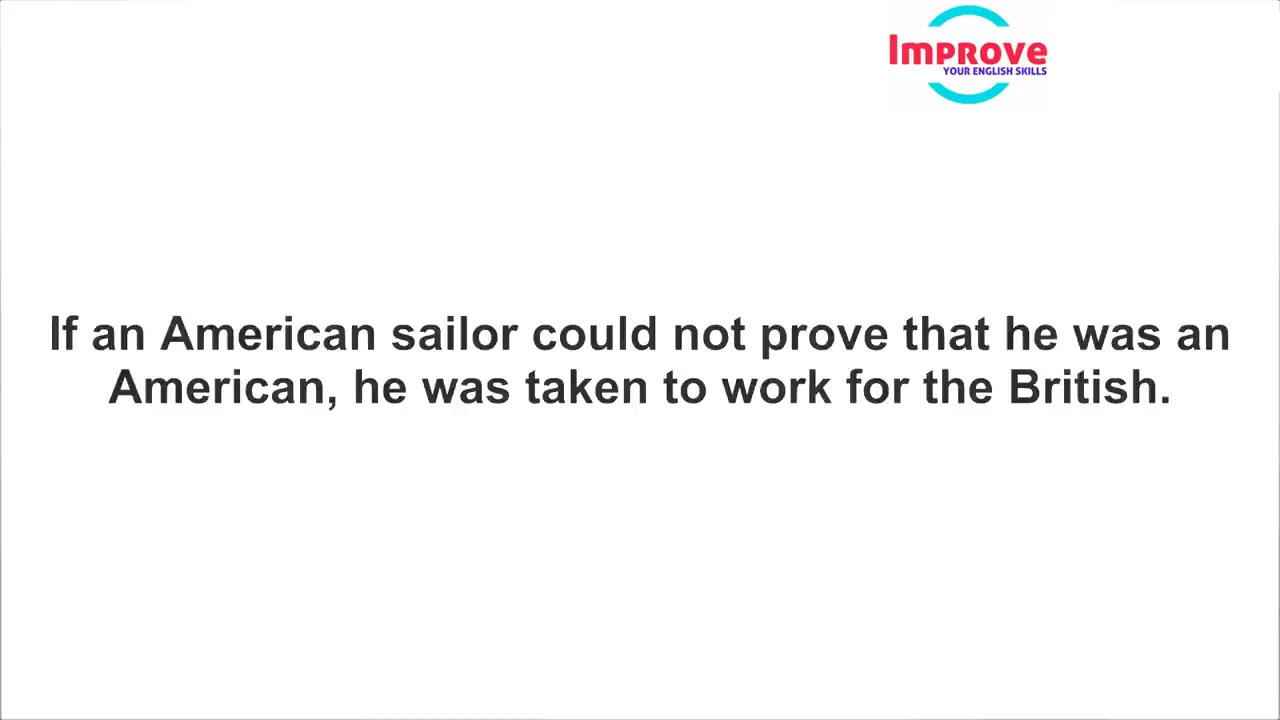 Improve
YOUR ENGLISH SKILLS
If an American sailor could not prove that he was an
American, he was taken to work for the British.